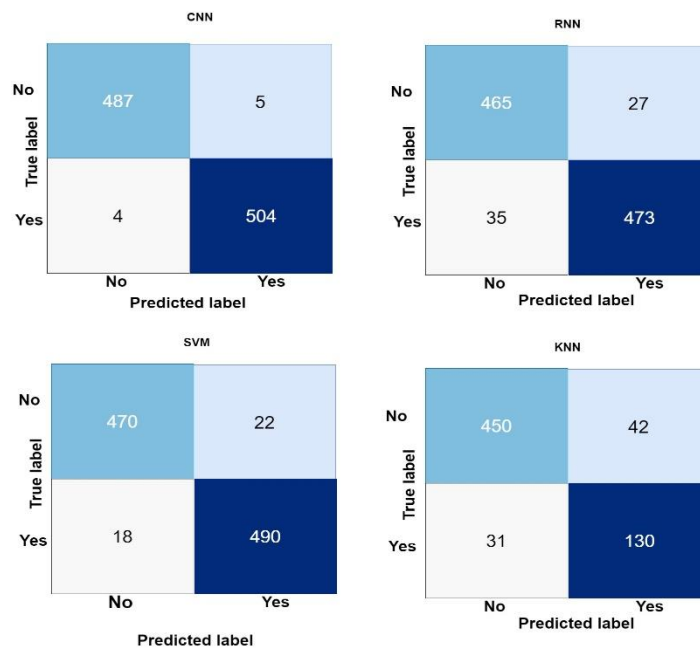 CNN
No
487
5
True label
Yes
4
504
No
Yes
Predicted label
RNN
No
465
27
True label
Yes
35
473
No
Yes
Predicted label
SVM
No
470
22
True label
Yes
18
490
No
Yes
Predicted label
KNN
No
450
42
True label
Yes
31
130
No
Yes
Predicted label